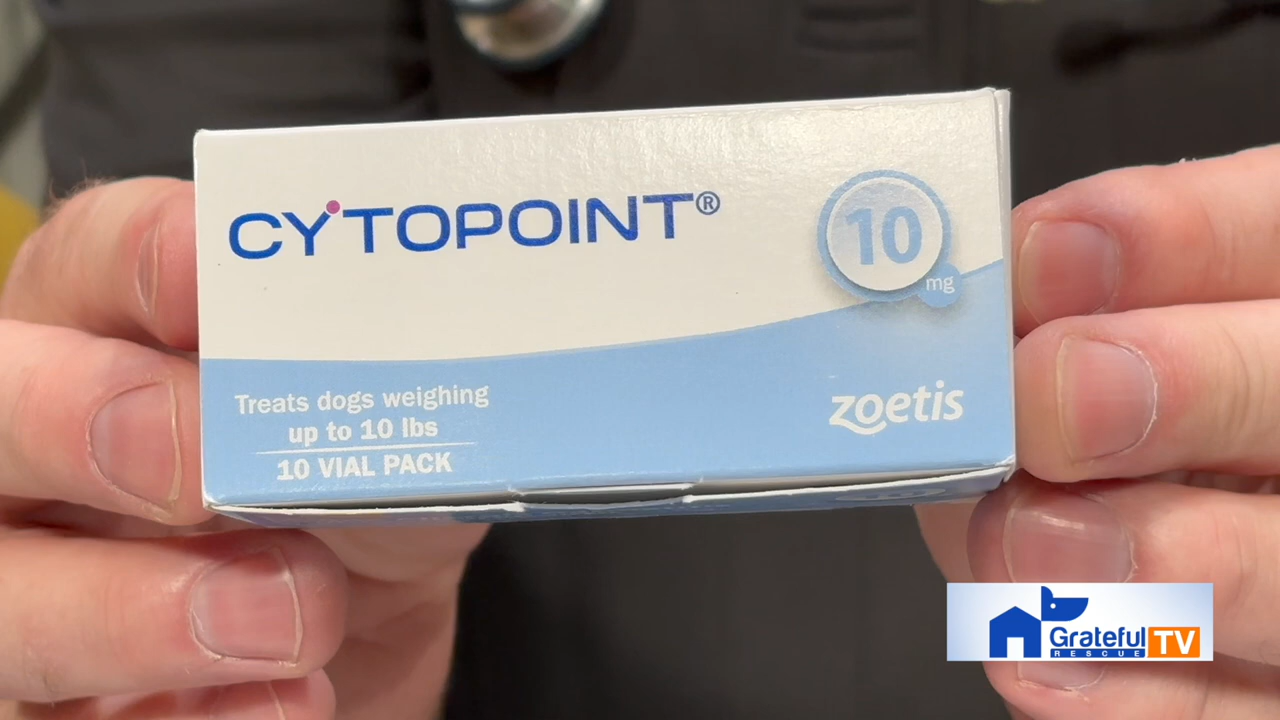 CYTOPOINT®
10
mg
Treats dogs weighing
up to 10 lbs
10 VIAL PACK
zoetis
Grateful TV
RESCUE